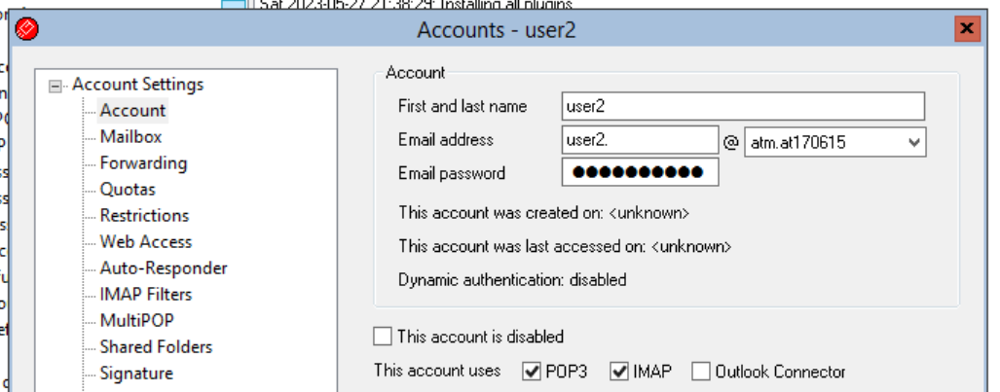 Sat 2023-05-27 21:38:29: Installing all plugins
Accounts - user2
Account Settings
Account
Mailbox
Forwarding
Quotas
Restrictions
Web Access
Auto-Responder
IMAP Filters
MultiPOP
Shared Folders
Signature
Account
First and last name user2
Email address user2. @ atm.at170615
Email password ●●●●●●●●●●
This account was created on: <unknown>
This account was last accessed on: <unknown>
Dynamic authentication: disabled
This account is disabled
This account uses POP3 IMAP Outlook Connector